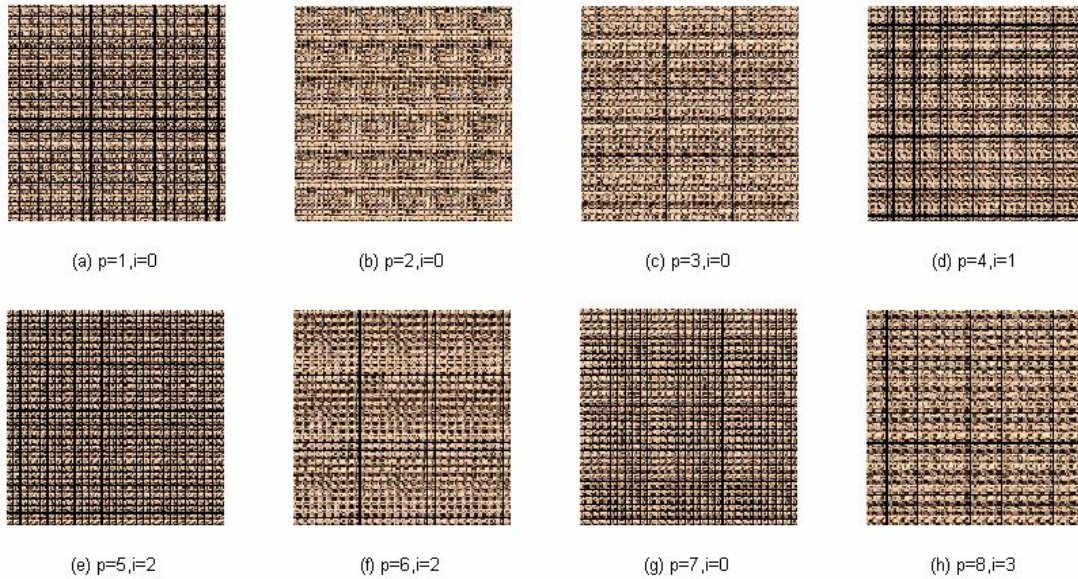 (a) p=1,i=0
(b) p=2,i=0
(c) p=3,i=0
(d) p=4,i=1
(e) p=5,i=2
(f) p=6,i=2
(g) p=7,i=0
(h) p=8,i=3